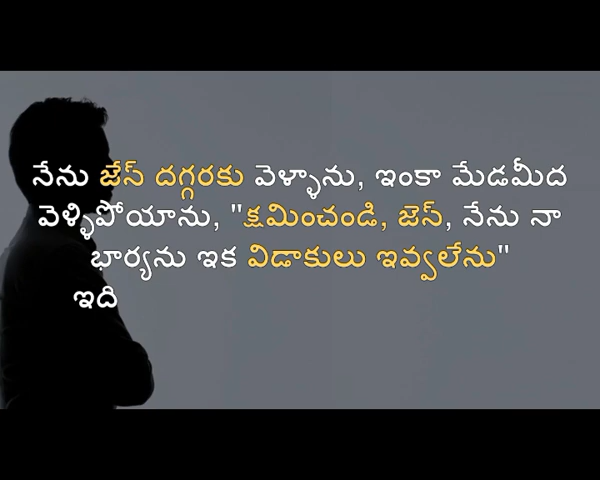 నేను జేస్ దగ్గరకు వెళ్ళాను, ఇంకా మేడమీద
వెళ్ళిపోయాను, "క్షమించండి, జెస్, నేను నా
భార్యను ఇక విడాకులు ఇవ్వలేను"
ఇది